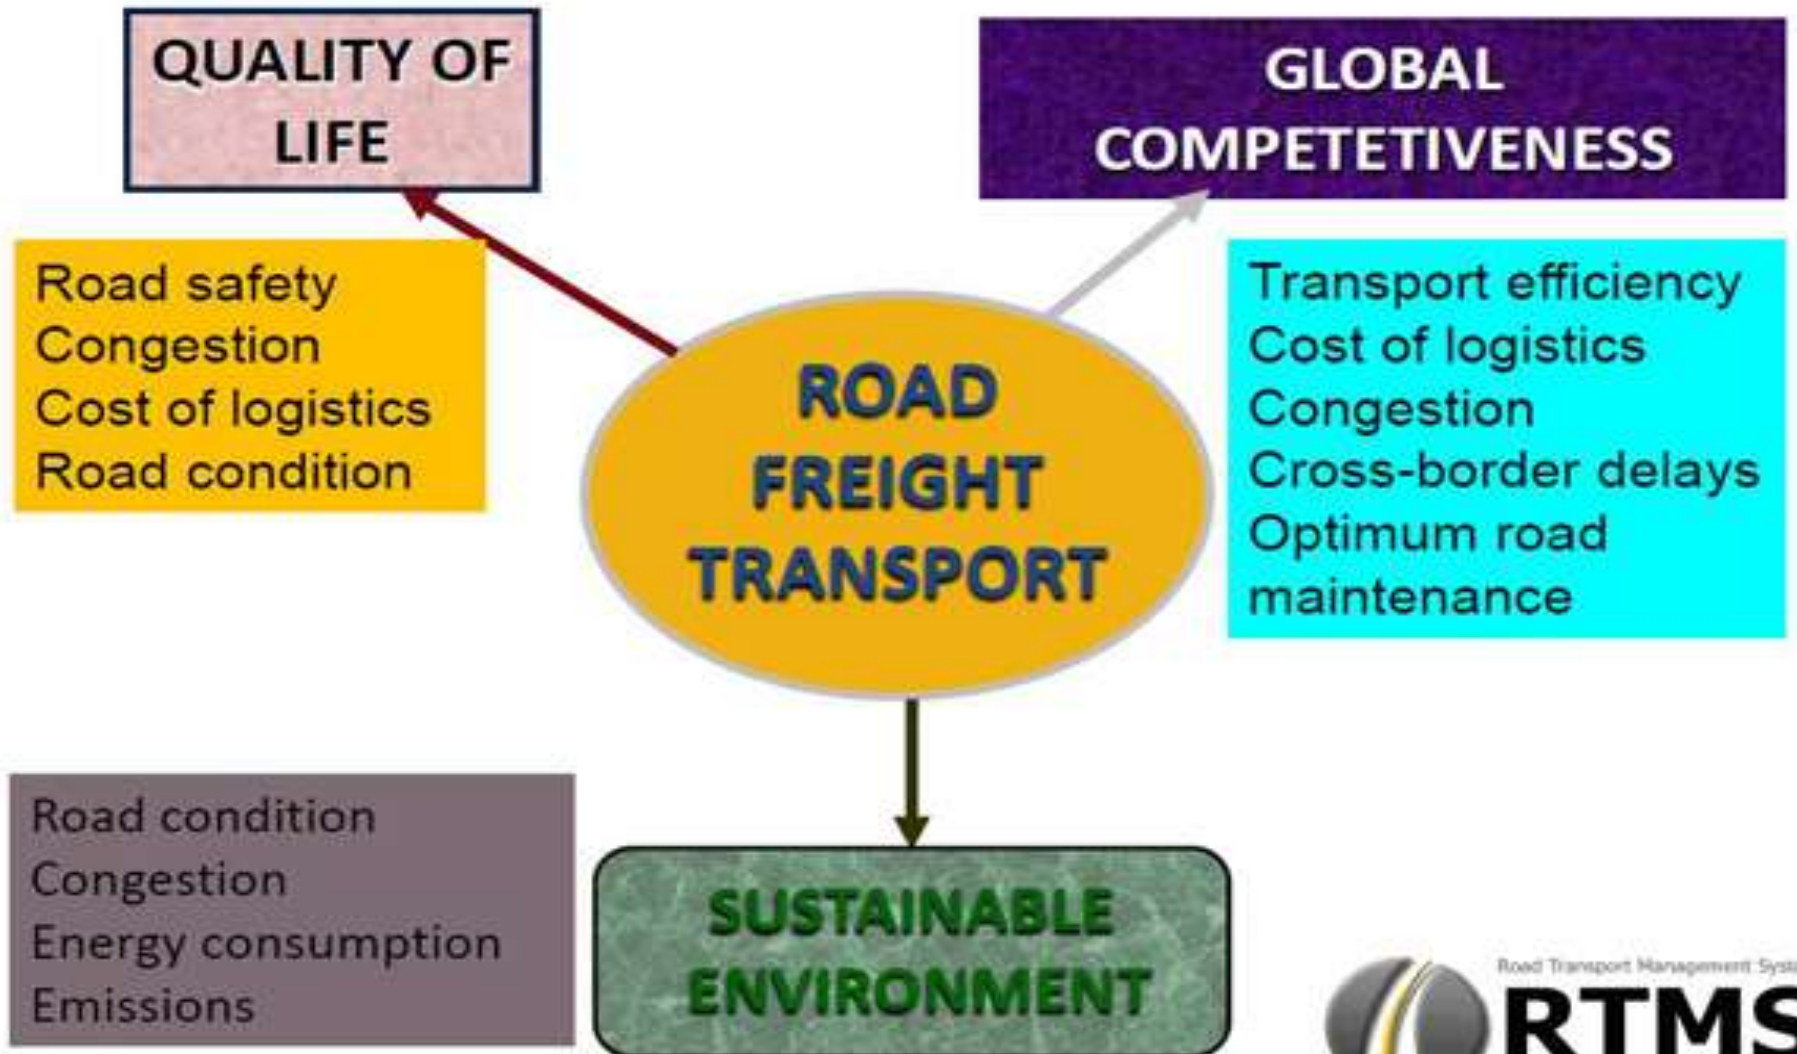 QUALITY OF
LIFE
GLOBAL
COMPETETIVENESS
Road safety
Congestion
Cost of logistics
Road condition
Transport efficiency
Cost of logistics
Congestion
Cross-border delays
Optimum road
maintenance
ROAD
FREIGHT
TRANSPORT
Road condition
Congestion
Energy consumption
Emissions
SUSTAINABLE
ENVIRONMENT
Road Transport Management Syst
RTMS